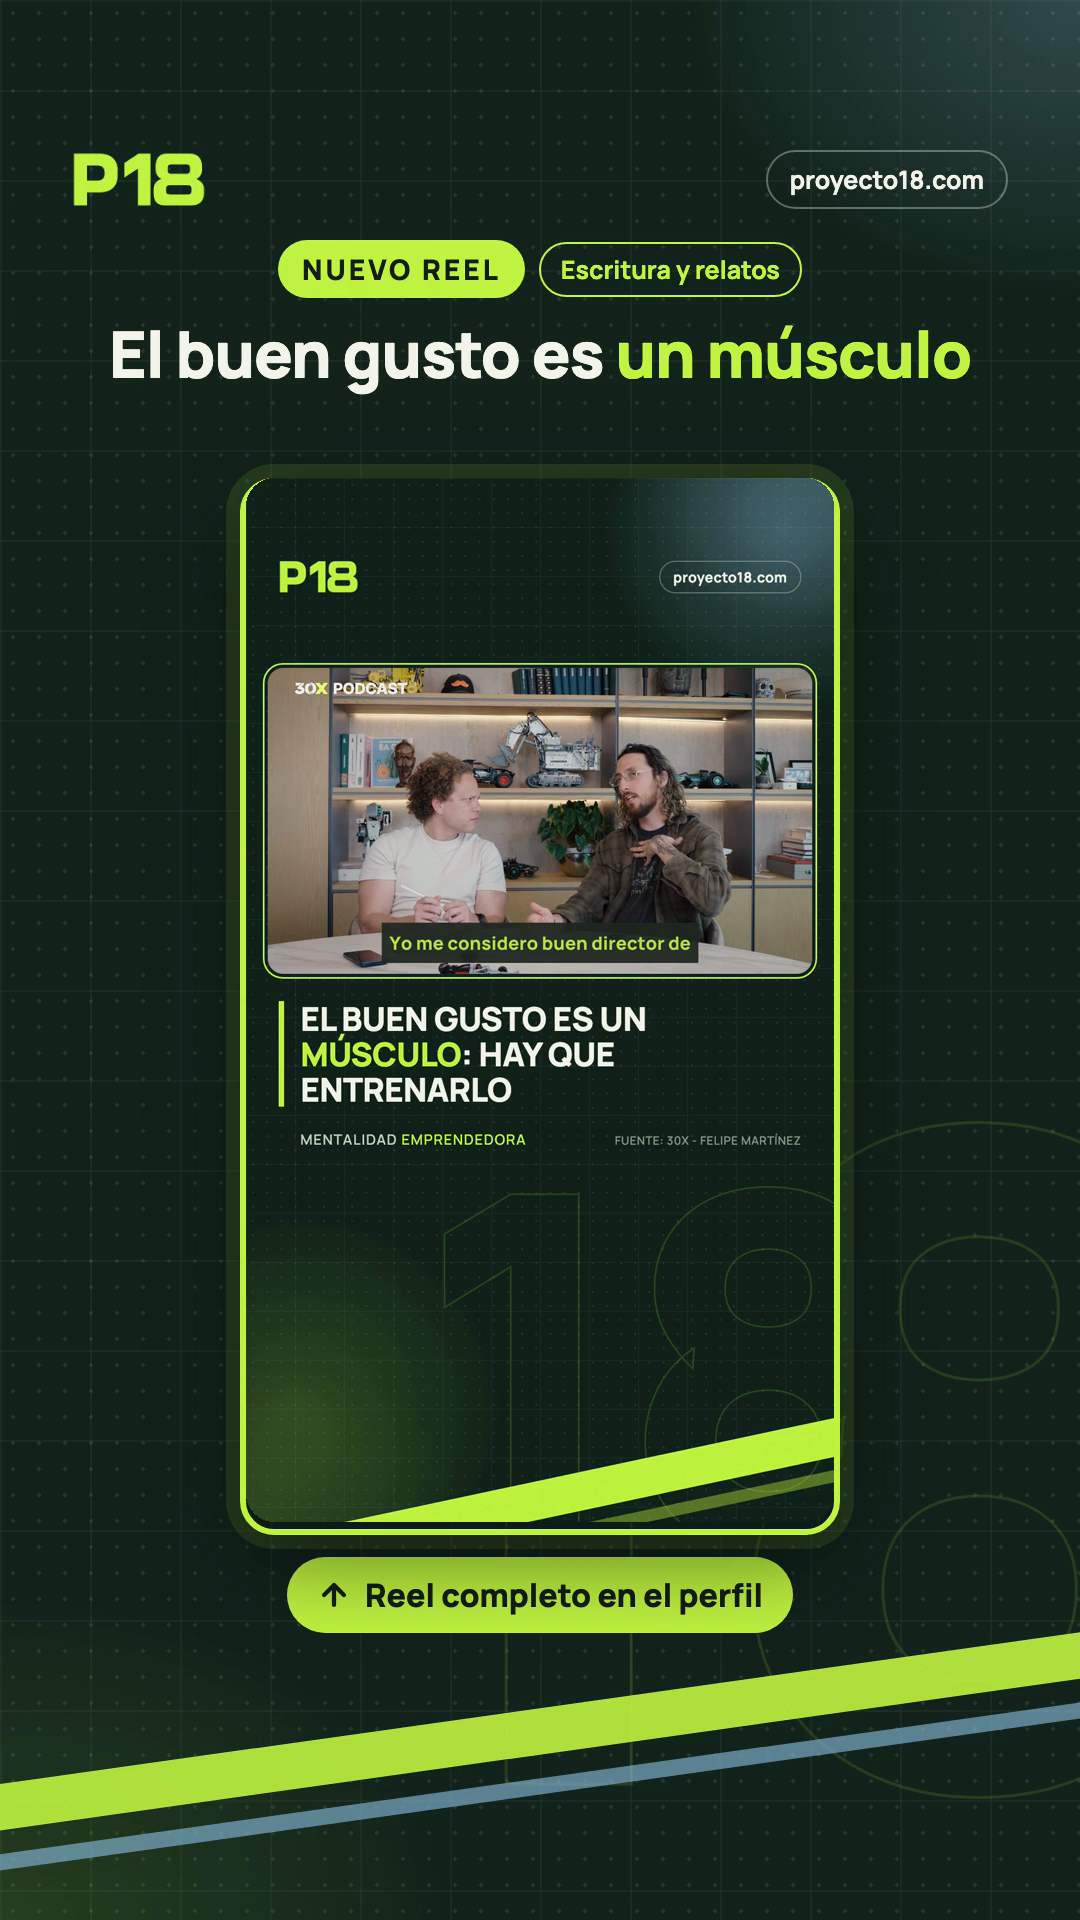 P18
proyecto18.com
NUEVO REEL
Escritura y relatos
El buen gusto es un músculo
P18
proyecto18.com
30X PODCAST
Yo me considero buen director de
EL BUEN GUSTO ES UN
MÚSCULO: HAY QUE
ENTRENARLO
MENTALIDAD EMPRENDEDORA
FUENTE: 30X - FELIPE MARTÍNEZ
18
↑ Reel completo en el perfil
18